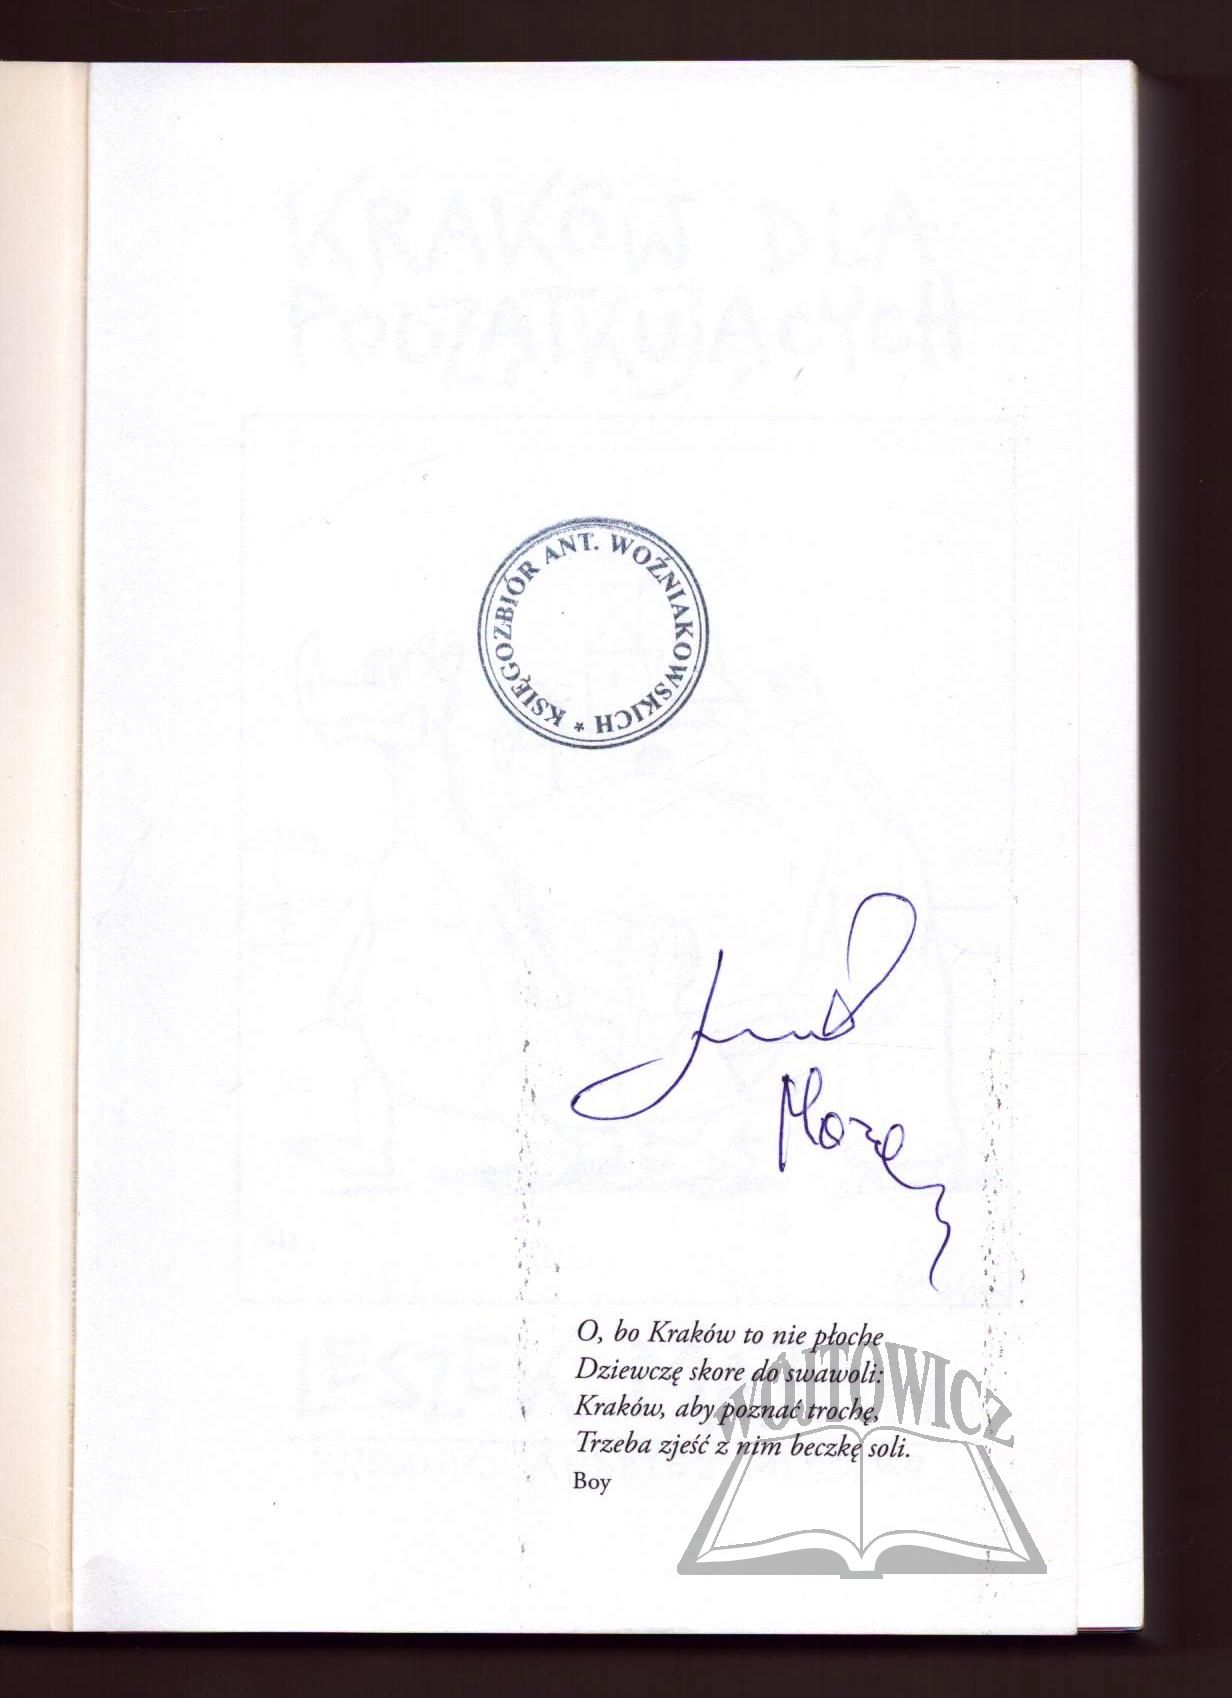 KRAKÓW DLA
POCZĄTKUJĄCYCH
KSIĘGOZBIÓR ANT. WOŹNIAKOWSKICH *
O, bo Kraków to nie płoche
Dziewczę skore do swawoli:
Kraków, aby poznać trochę,
Trzeba zjeść z nim beczkę soli.
Boy
WÓJTOWICZ